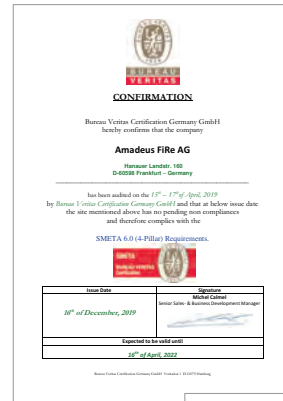 BUREAU
VERITAS
CONFIRMATION
Bureau Veritas Certification Germany GmbH
hereby confirms that the company
Amadeus FiRe AG
Hanauer Landstr. 160
D-60598 Frankfurt – Germany
has been audited on the 15th – 17th of April, 2019
by Bureau Veritas Certification Germany GmbH and that at below issue date
the site mentioned above has no pending non compliances
and therefore complies with the
SMETA 6.0 (4-Pillar) Requirements.
SMETA
Issue Date
Signature
Michel Calmel
Senior Sales- & Business Development Manager
16th of December, 2019
Expected to be valid until
16th of April, 2022